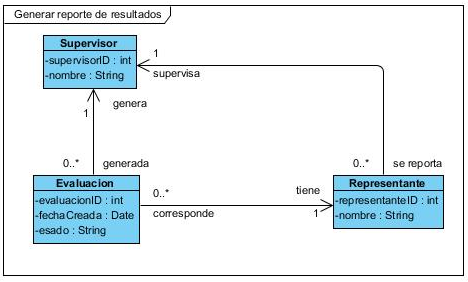 Generar reporte de resultados
Supervisor
-supervisorID : int
-nombre : String
1
supervisa
genera
1
0..*
generada
0..*
se reporta
Evaluacion
-evaluacionID : int
-fechaCreada : Date
-esado : String
0..*
corresponde
tiene
1
Representante
-representanteID : int
-nombre : String